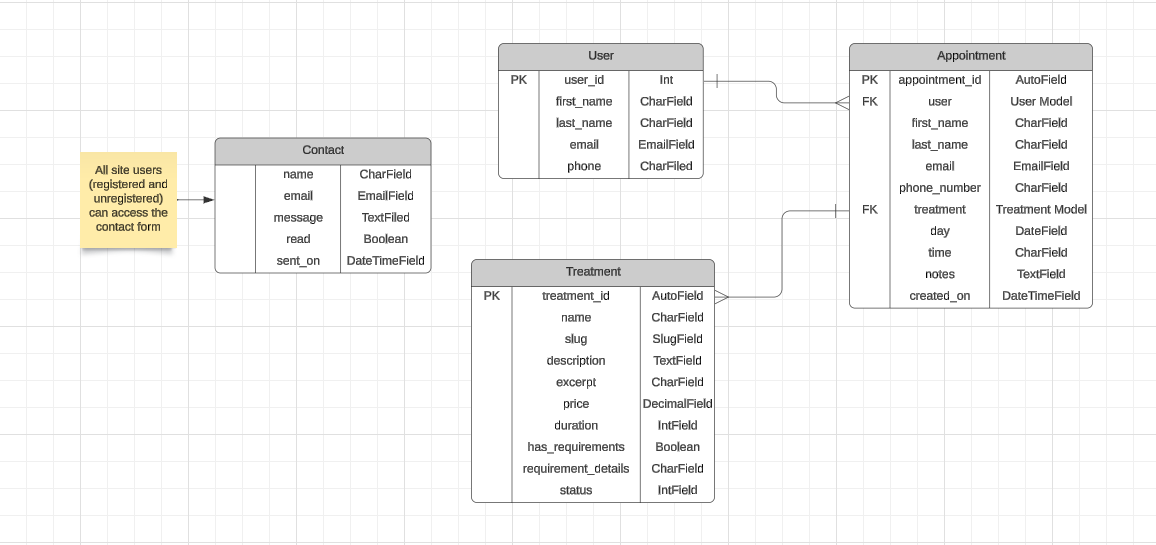 All site users
(registered and
unregistered)
can access the
contact form
Contact
name CharField
email EmailField
message TextFiled
read Boolean
sent_on DateTimeField
User
PK user_id Int
first_name CharField
last_name CharField
email EmailField
phone CharFiled
Treatment
PK treatment_id AutoField
name CharField
slug SlugField
description TextField
excerpt CharField
price DecimalField
duration IntField
has_requirements Boolean
requirement_details CharField
status IntField
Appointment
PK appointment_id AutoField
FK user User Model
first_name CharField
last_name CharField
email EmailField
phone_number CharField
FK treatment Treatment Model
day DateField
time CharField
notes TextField
created_on DateTimeField